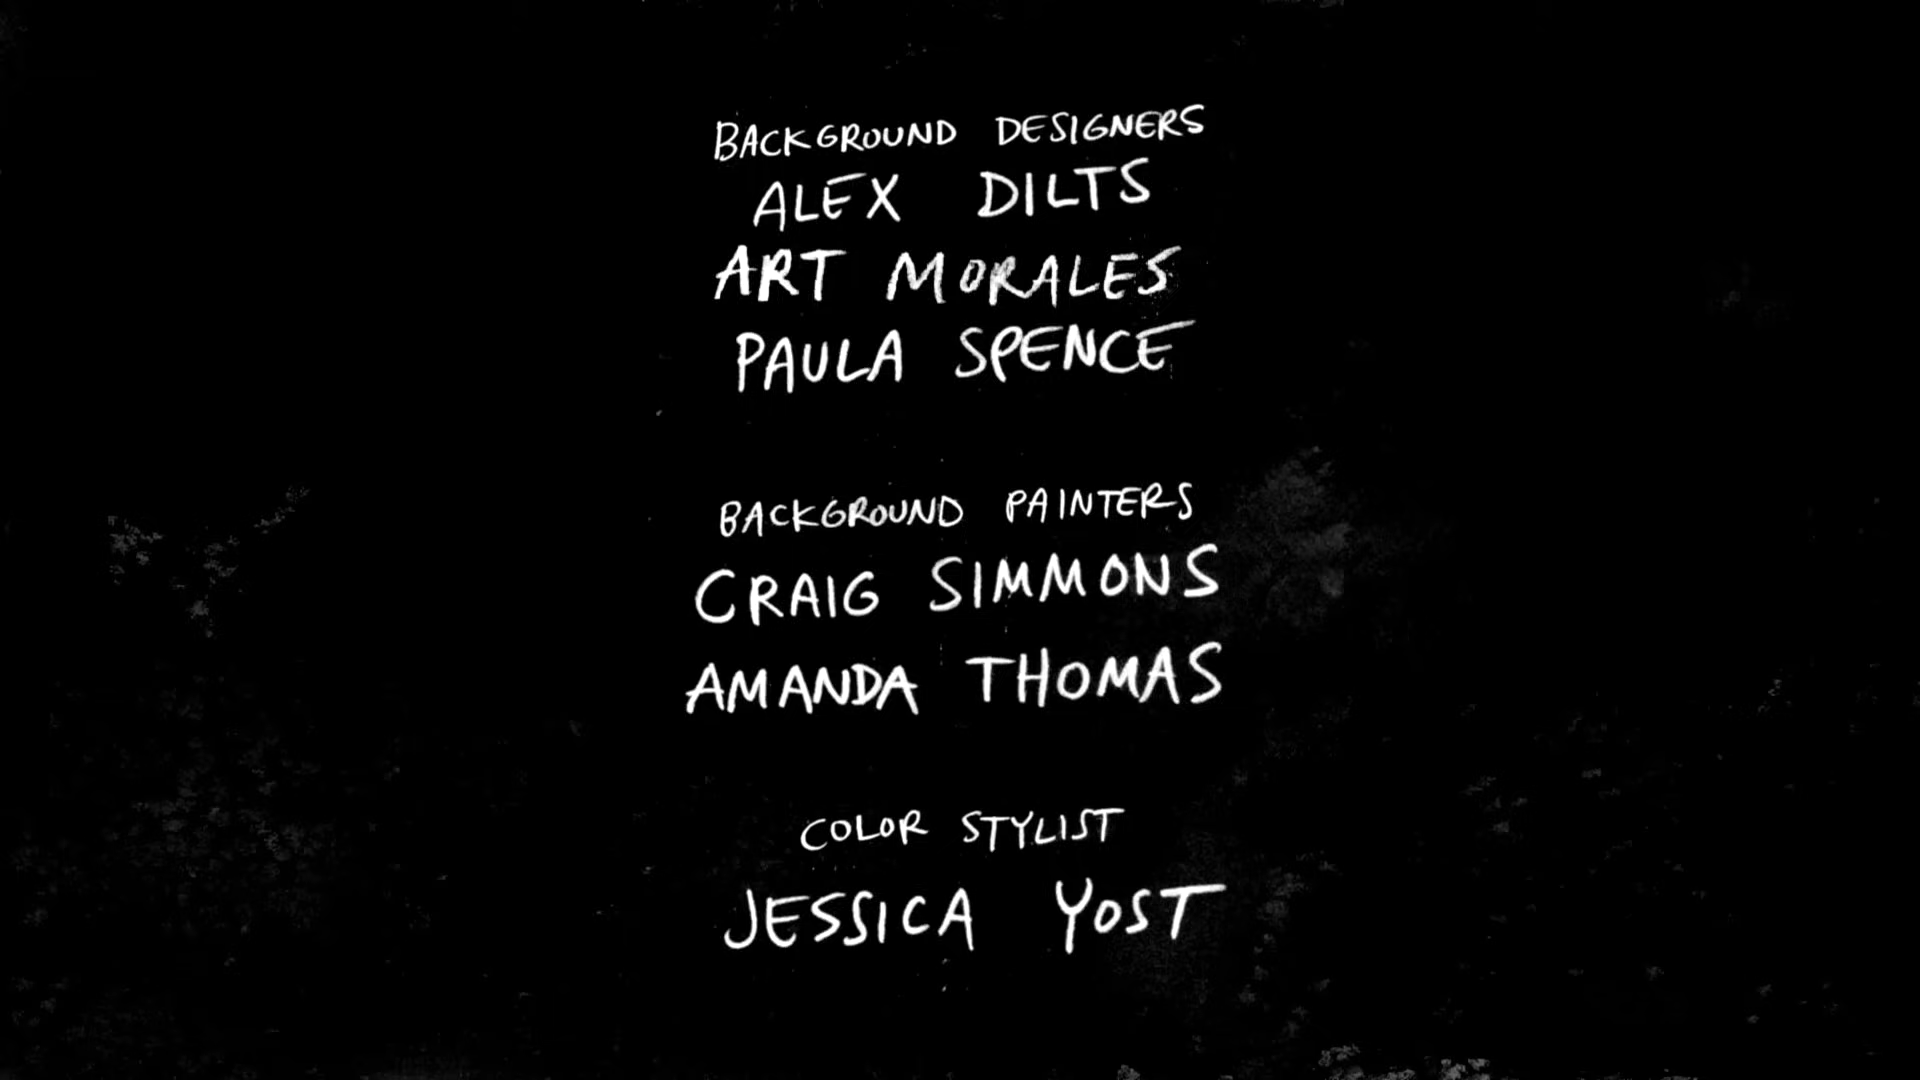 BACKGROUND DESIGNERS
ALEX DILTS
ART MORALES
PAULA SPENCE
BACKGROUND PAINTERS
CRAIG SIMMONS
AMANDA THOMAS
COLOR STYLIST
JESSICA YOST